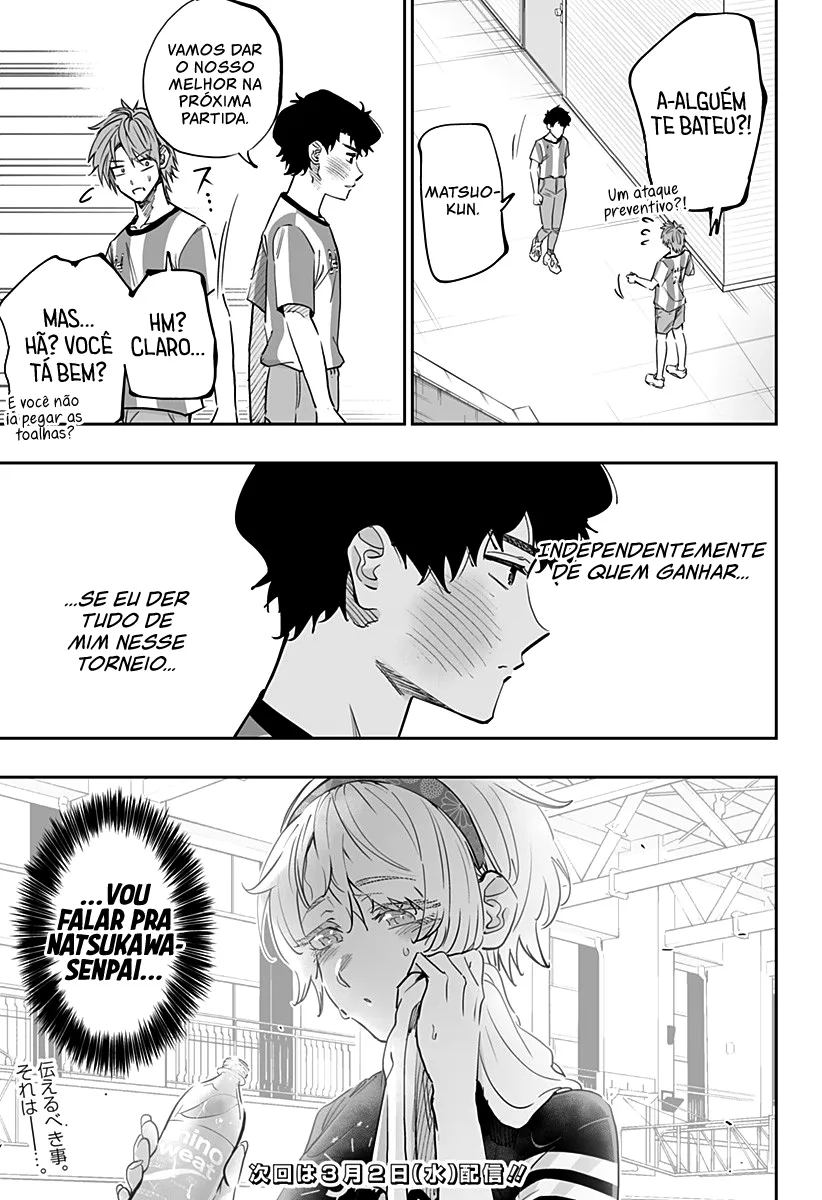 A-ALGUÉM
TE BATEU?!
Um ataque
preventivo?!
MATSUO-
KUN.
VAMOS DAR
O NOSSO
MELHOR NA
PRÓXIMA
PARTIDA.
HM?
CLARO...
MAS...
HÃ? VOCÊ
TÁ BEM?
E você não
ia pegar as
toalhas?
INDEPENDENTEMENTE
DE QUEM GANHAR...
...SE EU DER
TUDO DE
MIM NESSE
TORNEIO...
...VOU
FALAR PRA
NATSUKAWA-
SENPAI...
伝えるべき事。
それは――…。
mino
sweat
次回は3月2日(水)配信!!